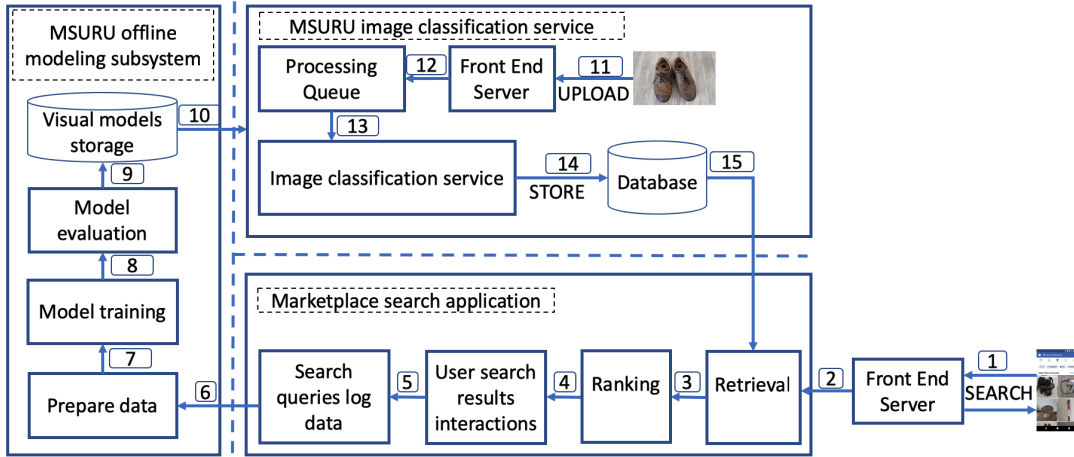 MSURU offline
modeling subsystem
Visual models
storage
10
9
Model
evaluation
8
Model training
7
Prepare data
6
MSURU image classification service
Processing
Queue
12
Front End
Server
11
UPLOAD
13
Image classification service
14
STORE
Database
15
Marketplace search application
Search
queries log
data
5
User search
results
interactions
4
Ranking
3
Retrieval
2
Front End
Server
1
SEARCH